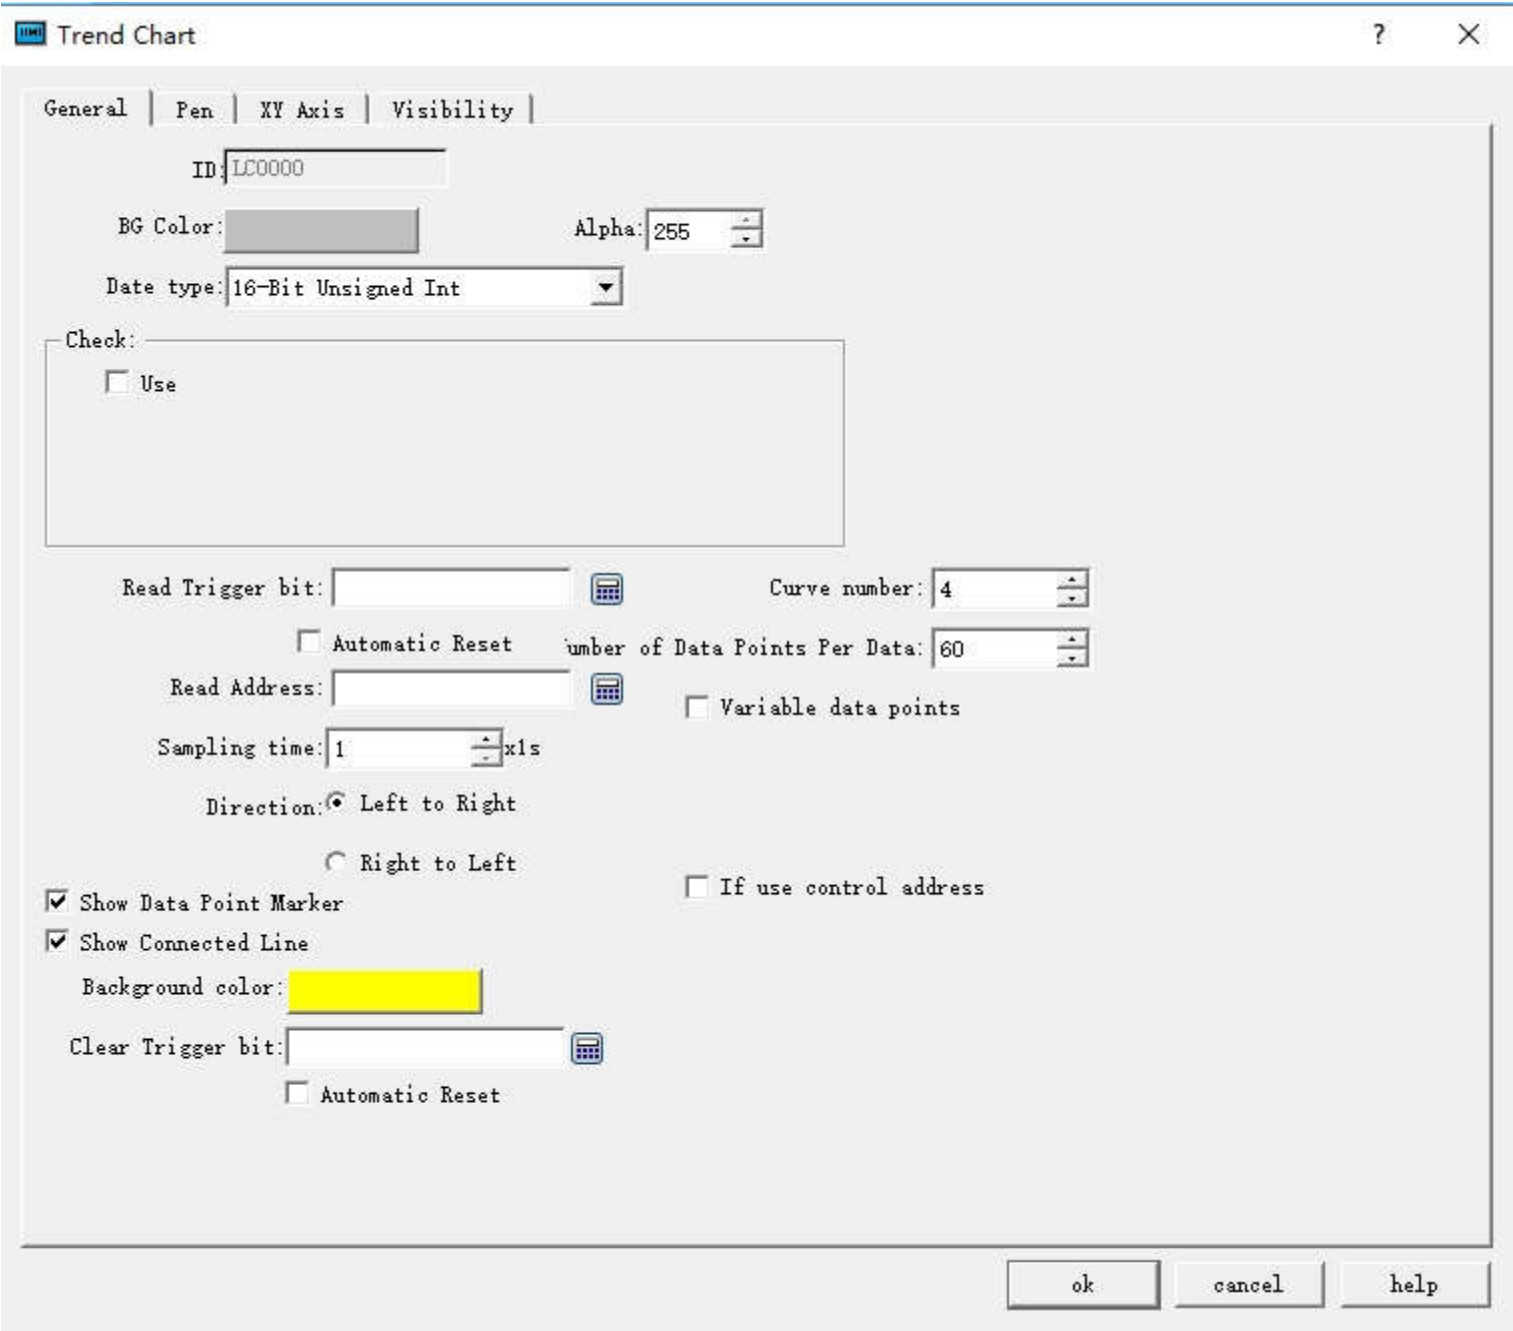 Trend Chart ?
General Pen XY Axis Visibility
ID: LC0000
BG Color: Alpha: 255
Date type: 16-Bit Unsigned Int
Check:
Use
Read Trigger bit: Curve number: 4
Automatic Reset umber of Data Points Per Data: 60
Read Address:
Variable data points
Sampling time: 1 x1s
Direction: Left to Right
Right to Left
If use control address
Show Data Point Marker
Show Connected Line
Background color:
Clear Trigger bit:
Automatic Reset
ok cancel help